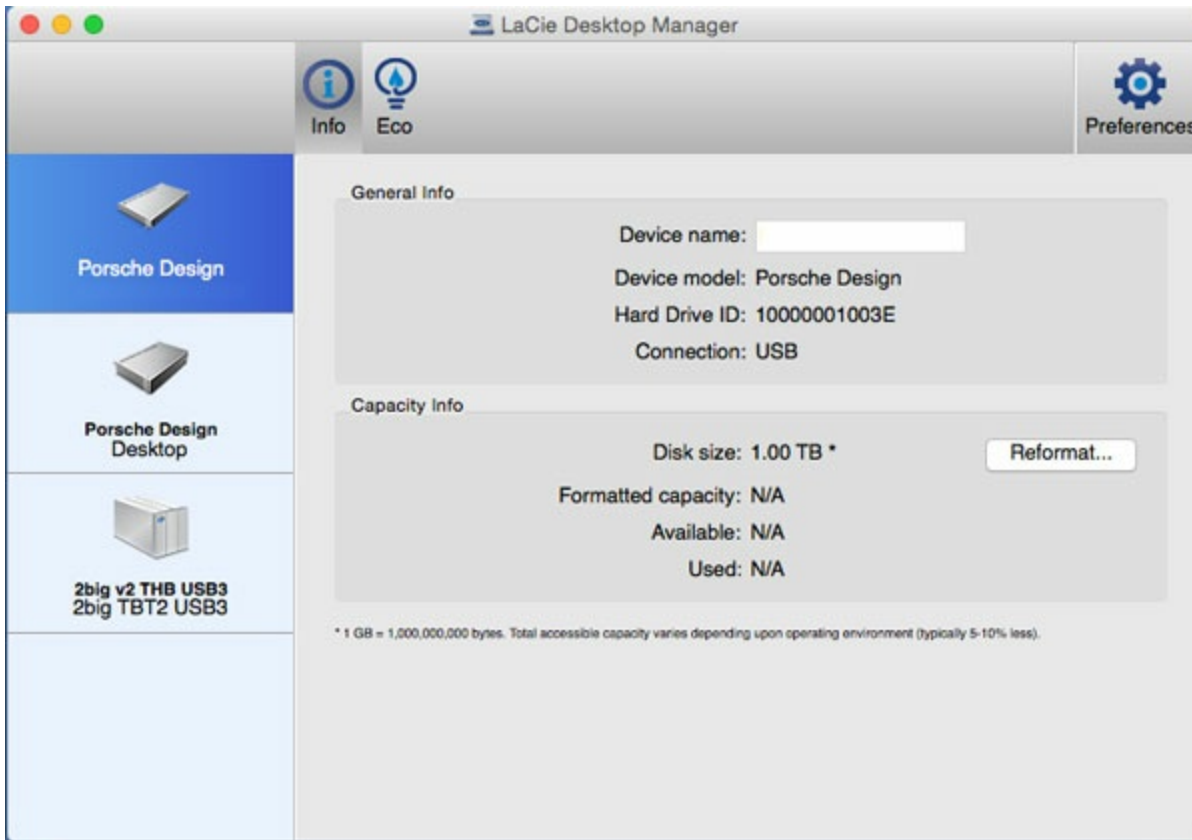 LaCie Desktop Manager
Info
Eco
Preferences
Porsche Design
Porsche Design
Desktop
2big v2 THB USB3
2big TBT2 USB3
General Info
Device name:
Device model: Porsche Design
Hard Drive ID: 10000001003E
Connection: USB
Capacity Info
Disk size: 1.00 TB *
Reformat...
Formatted capacity: N/A
Available: N/A
Used: N/A
* 1 GB = 1,000,000,000 bytes. Total accessible capacity varies depending upon operating environment (typically 5-10% less).